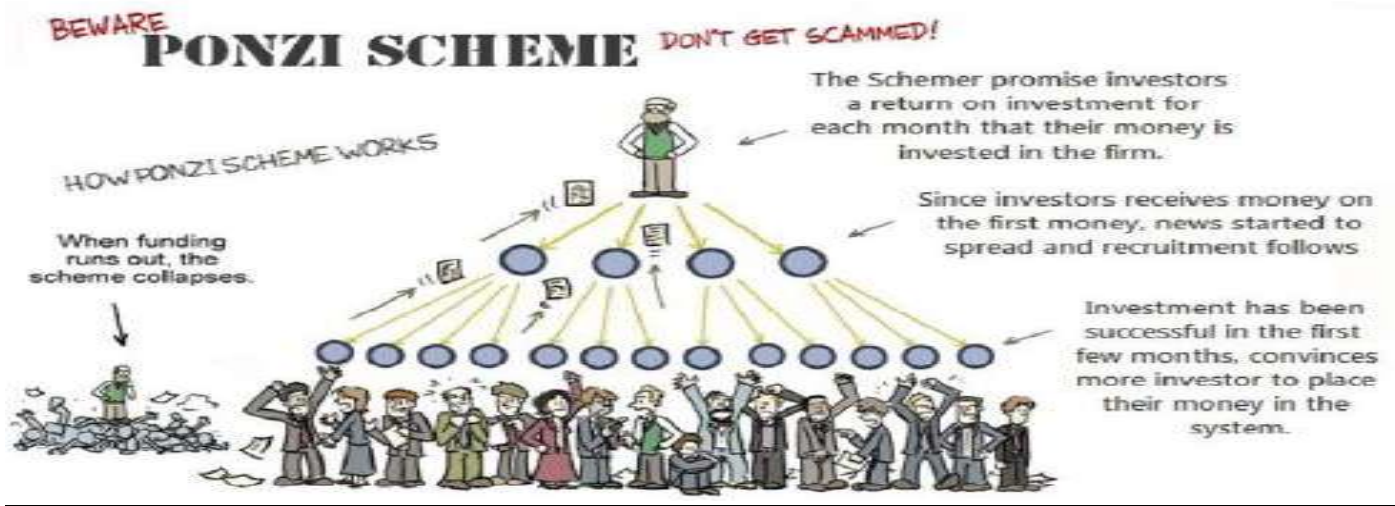 BEWARE
PONZI SCHEME
DON'T GET SCAMMED!
The Schemer promise investors
a return on investment for
each month that their money is
invested in the firm.
HOW PONZI SCHEME WORKS
Since investors receives money on
the first money, news started to
spread and recruitment follows
When funding
runs out, the
scheme collapses.
Investment has been
successful in the first
few months, convinces
more investor to place
their money in the
system.